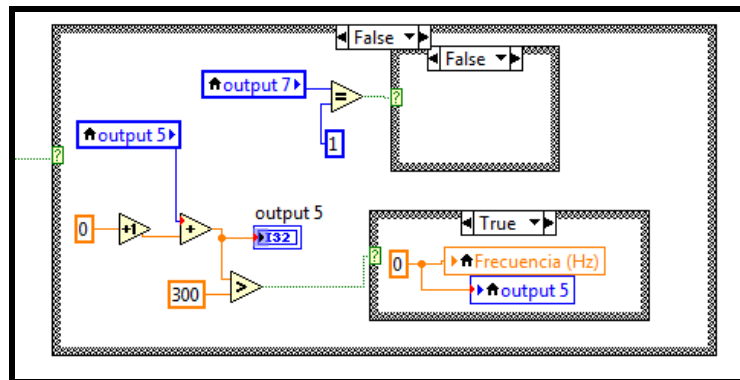 False
False
output 7
=
1
output 5
output 5
0
+1
+
I32
True
0
Frecuencia (Hz)
output 5
300
>
?
?
?